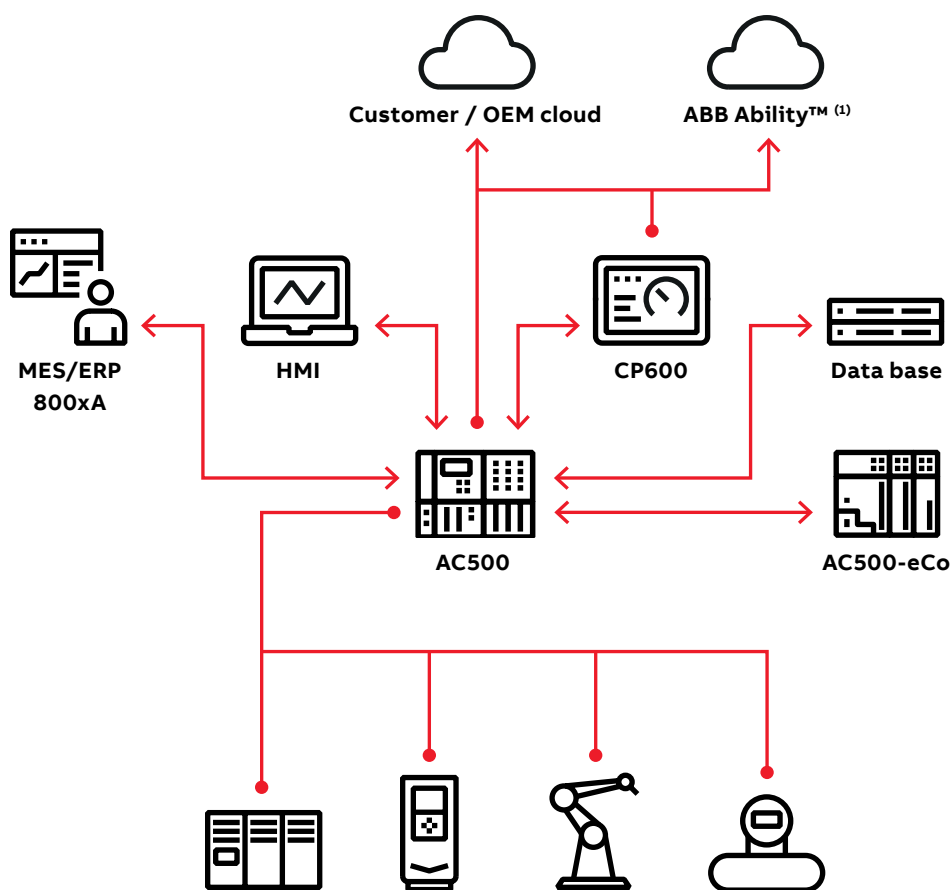 Customer / OEM cloud
ABB Ability™ (1)
MES/ERP
800xA
HMI
CP600
Data base
AC500
AC500-eCo